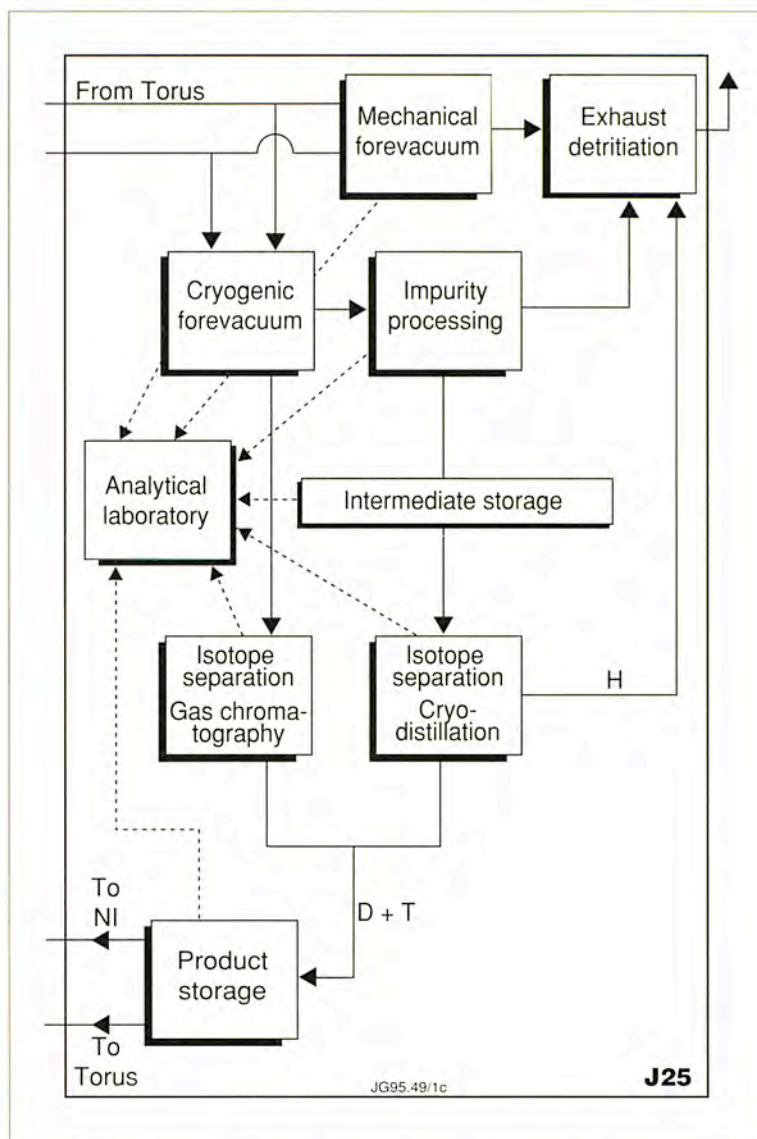 From Torus
Mechanical
forevacuum
Exhaust
detritiation
Cryogenic
forevacuum
Impurity
processing
Analytical
laboratory
Intermediate storage
Isotope
separation
Gas chroma-
tography
Isotope
separation
Cryo-
distillation
H
D + T
To
NI
Product
storage
To
Torus
JG95.49/1c
J25